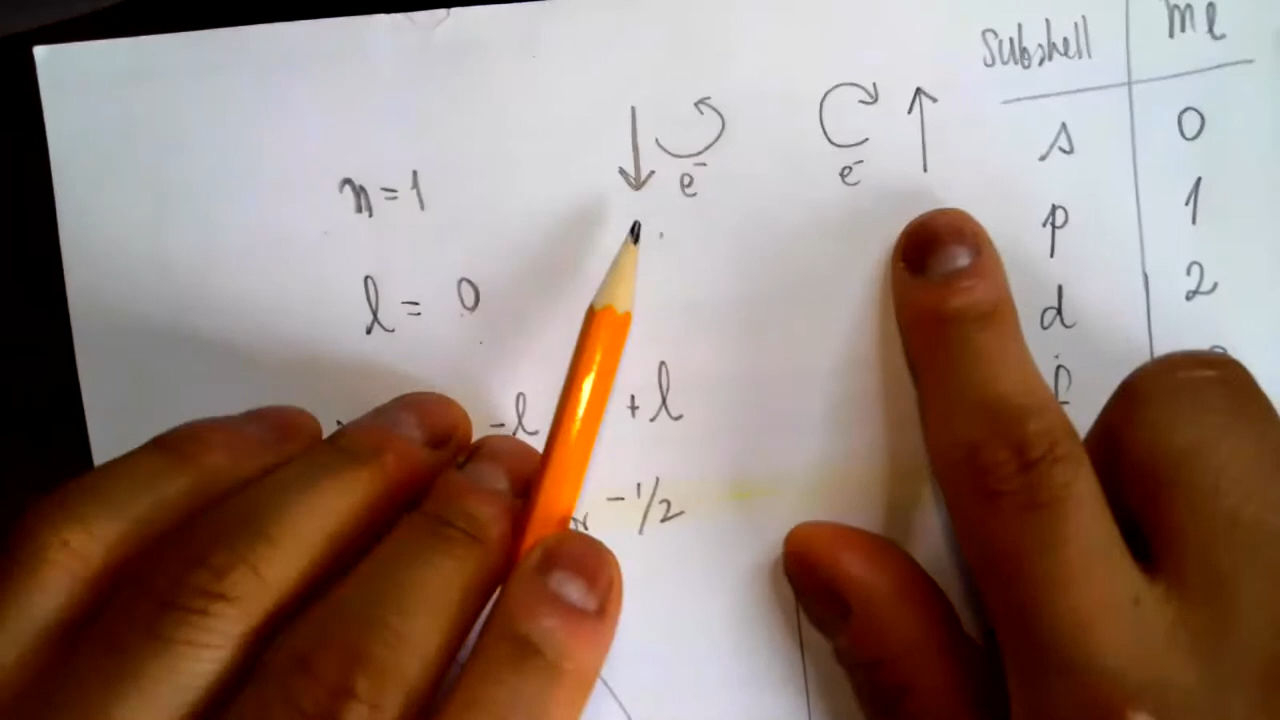 subshell ml
s 0
p 1
d 2
f
n=1
l = 0
-l +l
-1/2
e⁻ e⁻